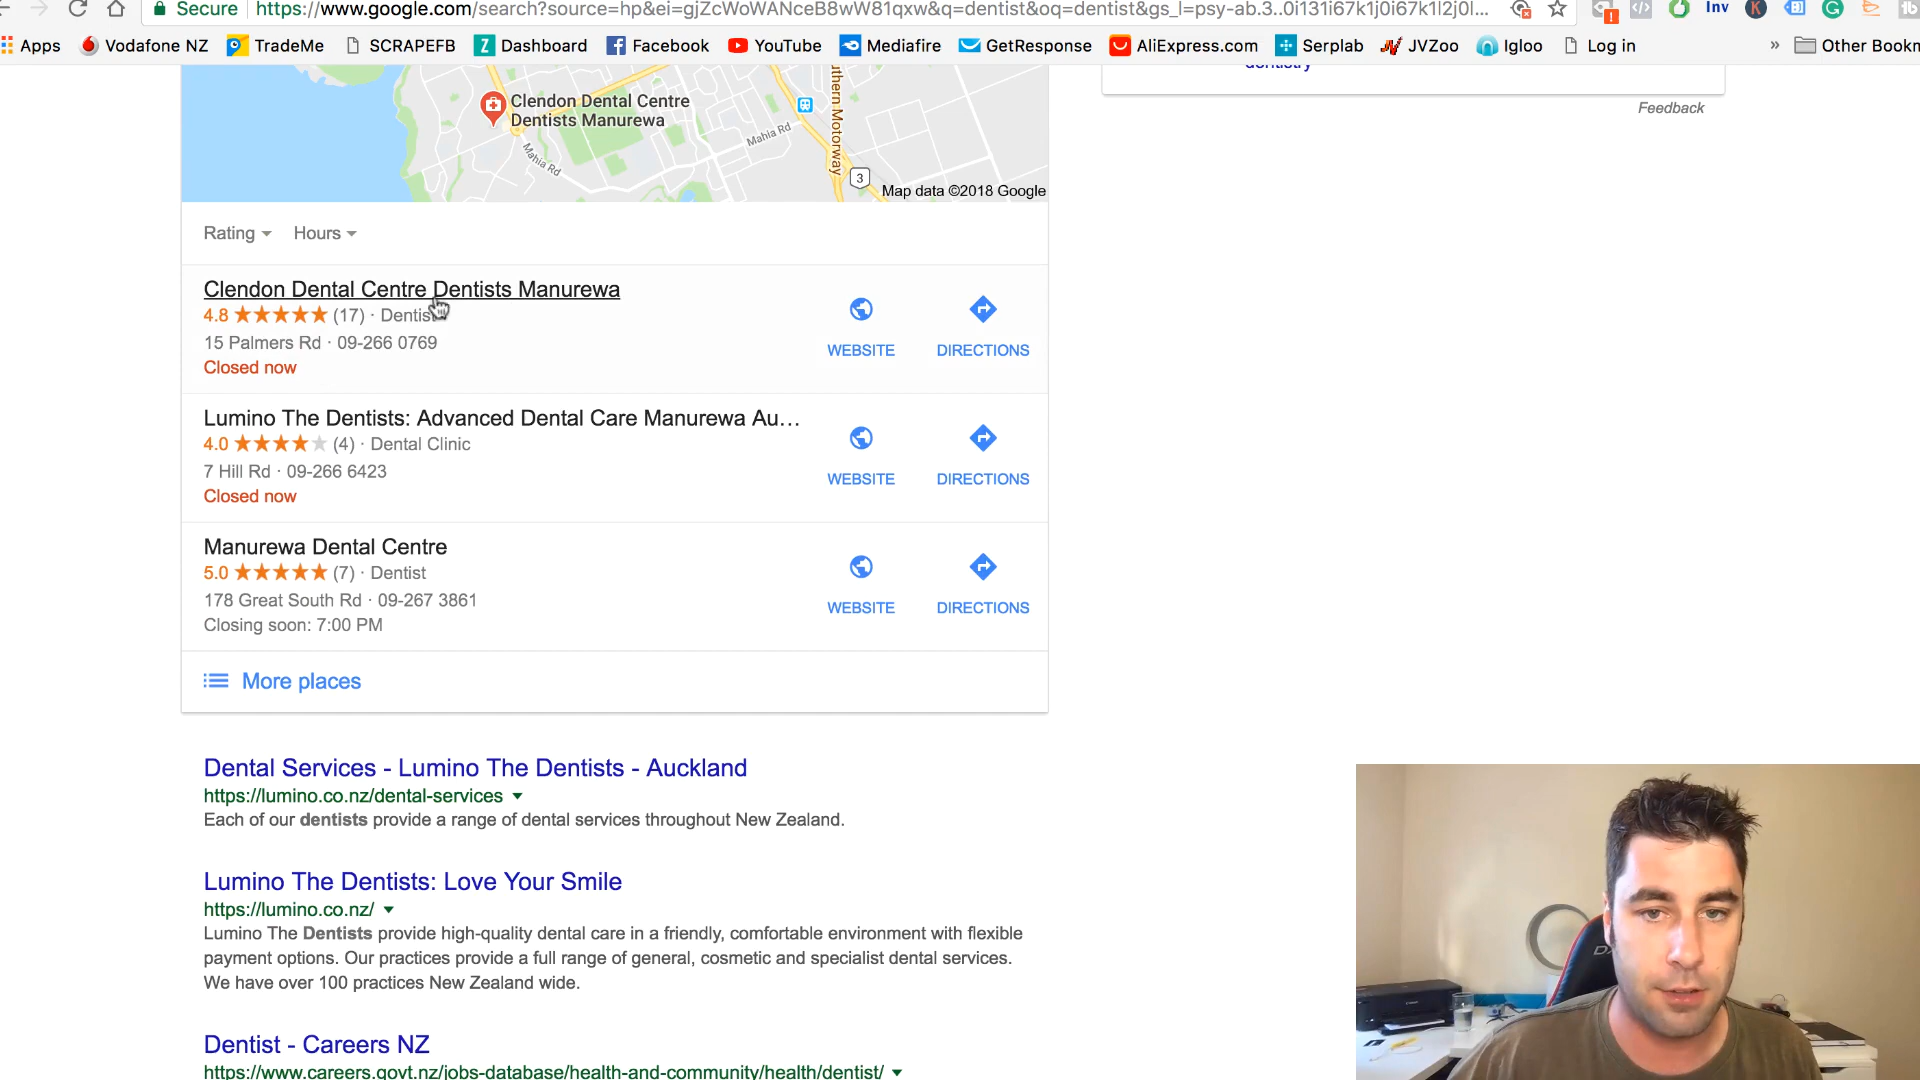 Secure https://www.google.com/search?source=hp&ei=gjZcWoWANceB8wW81qxw&q=dentist&oq=dentist&gs_l=psy-ab.3..0i131i67k1j0i67k1l2j0l...
Inv K
Apps Vodafone NZ TradeMe SCRAPEFB Dashboard Facebook YouTube Mediafire GetResponse AliExpress.com Serplab JVZoo Igloo Log in » Other Bookm
dentistry
Feedback
Clendon Dental Centre
Dentists Manurewa
Mahia Rd
Mahia Rd
thern Motorway
3
Map data ©2018 Google
Rating Hours
Clendon Dental Centre Dentists Manurewa
4.8 (17) · Dentist
15 Palmers Rd · 09-266 0769
Closed now
WEBSITE DIRECTIONS
Lumino The Dentists: Advanced Dental Care Manurewa Au...
4.0 (4) · Dental Clinic
7 Hill Rd · 09-266 6423
Closed now
WEBSITE DIRECTIONS
Manurewa Dental Centre
5.0 (7) · Dentist
178 Great South Rd · 09-267 3861
Closing soon: 7:00 PM
WEBSITE DIRECTIONS
More places
Dental Services - Lumino The Dentists - Auckland
https://lumino.co.nz/dental-services
Each of our dentists provide a range of dental services throughout New Zealand.
Lumino The Dentists: Love Your Smile
https://lumino.co.nz/
Lumino The Dentists provide high-quality dental care in a friendly, comfortable environment with flexible
payment options. Our practices provide a full range of general, cosmetic and specialist dental services.
We have over 100 practices New Zealand wide.
Dentist - Careers NZ
https://www.careers.govt.nz/jobs-database/health-and-community/health/dentist/